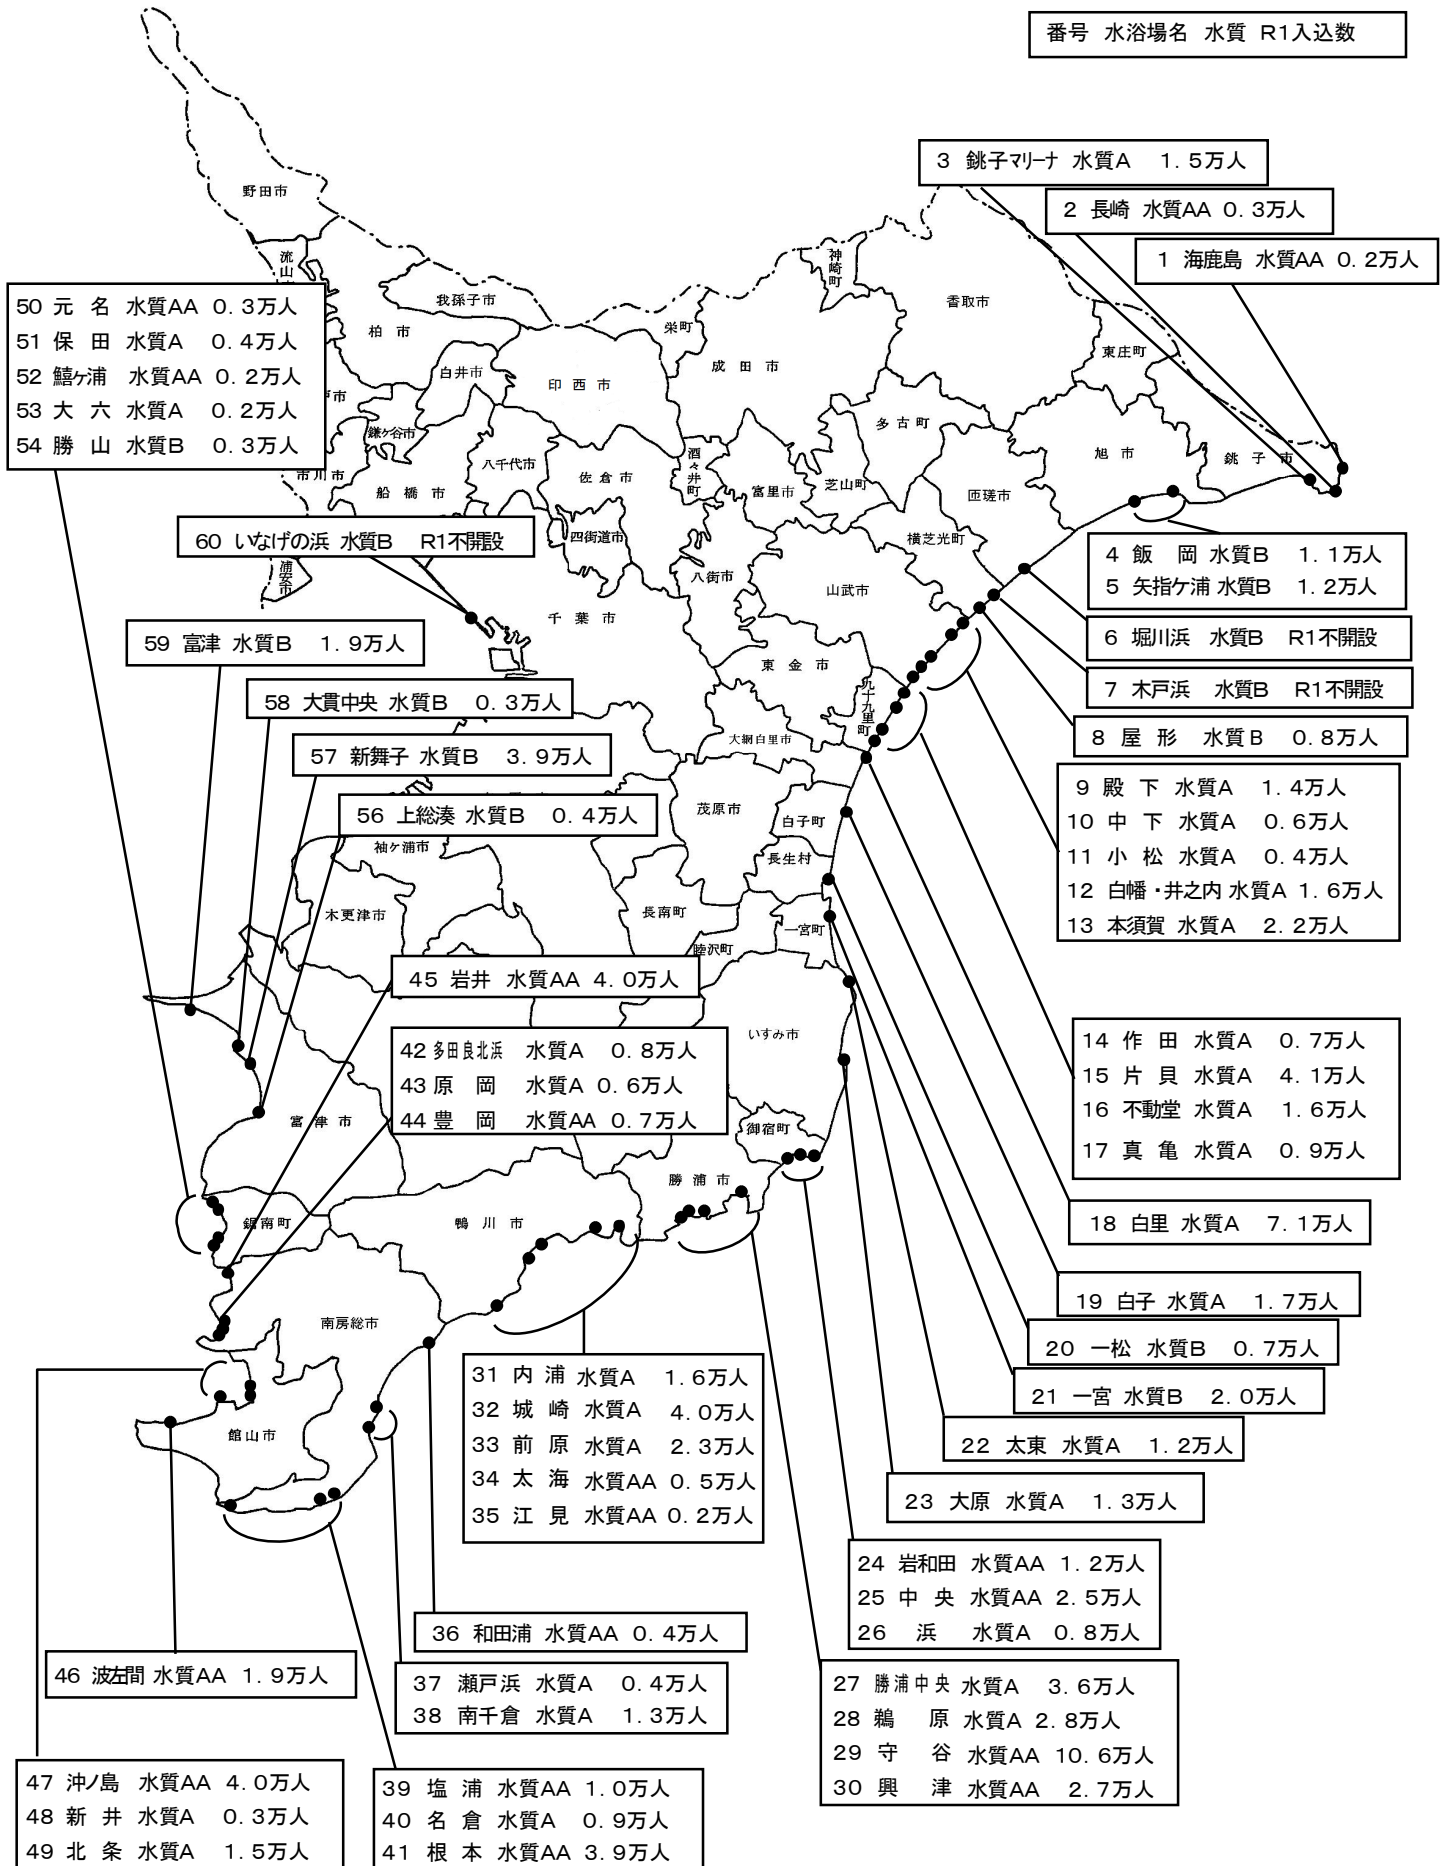 番号 水浴場名 水質 R1入込数
3 銚子マリーナ 水質A 1.5万人
2 長崎 水質AA 0.3万人
1 海鹿島 水質AA 0.2万人
野田市
流山
神崎町
香取市
50 元 名 水質AA 0.3万人
51 保 田 水質A 0.4万人
52 鱚ケ浦 水質AA 0.2万人
53 大 六 水質A 0.2万人
54 勝 山 水質B 0.3万人
我孫子市
柏 市
栄町
成 田 市
東庄町
白井市
印 西 市
多古町
鎌ケ谷市
八千代市
佐倉市
酒々井町
富里市
芝山町
匝瑳市
旭 市
銚 子 市
市川市
船 橋 市
四街道市
横芝光町
60 いなげの浜 水質B R1不開設
浦安市
八街市
山武市
千 葉 市
4 飯 岡 水質B 1.1万人
5 矢指ケ浦 水質B 1.2万人
6 堀川浜 水質B R1不開設
59 富津 水質B 1.9万人
7 木戸浜 水質B R1不開設
東 金 市
九十九里町
58 大貫中央 水質B 0.3万人
8 屋 形 水質B 0.8万人
大網白里市
57 新舞子 水質B 3.9万人
9 殿 下 水質A 1.4万人
10 中 下 水質A 0.6万人
11 小 松 水質A 0.4万人
12 白幡・井之内 水質A 1.6万人
13 本須賀 水質A 2.2万人
56 上総湊 水質B 0.4万人
茂原市
白子町
袖ケ浦市
長生村
木更津市
長南町
一宮町
睦沢町
45 岩井 水質AA 4.0万人
いすみ市
42 多田良北浜 水質A 0.8万人
43 原 岡 水質A 0.6万人
44 豊 岡 水質AA 0.7万人
14 作 田 水質A 0.7万人
15 片 貝 水質A 4.1万人
16 不動堂 水質A 1.6万人
17 真 亀 水質A 0.9万人
富 津 市
御宿町
勝 浦 市
鋸南町
鴨 川 市
18 白里 水質A 7.1万人
19 白子 水質A 1.7万人
南房総市
20 一松 水質B 0.7万人
21 一宮 水質B 2.0万人
31 内 浦 水質A 1.6万人
32 城 崎 水質A 4.0万人
33 前 原 水質A 2.3万人
34 太 海 水質AA 0.5万人
35 江 見 水質AA 0.2万人
館山市
22 太東 水質A 1.2万人
23 大原 水質A 1.3万人
24 岩和田 水質AA 1.2万人
25 中 央 水質AA 2.5万人
26 浜 水質A 0.8万人
36 和田浦 水質AA 0.4万人
46 波左間 水質AA 1.9万人
37 瀬戸浜 水質A 0.4万人
38 南千倉 水質A 1.3万人
27 勝浦中央 水質A 3.6万人
28 鵜 原 水質A 2.8万人
29 守 谷 水質AA 10.6万人
30 興 津 水質AA 2.7万人
47 沖ノ島 水質AA 4.0万人
48 新 井 水質A 0.3万人
49 北 条 水質A 1.5万人
39 塩 浦 水質AA 1.0万人
40 名 倉 水質A 0.9万人
41 根 本 水質AA 3.9万人